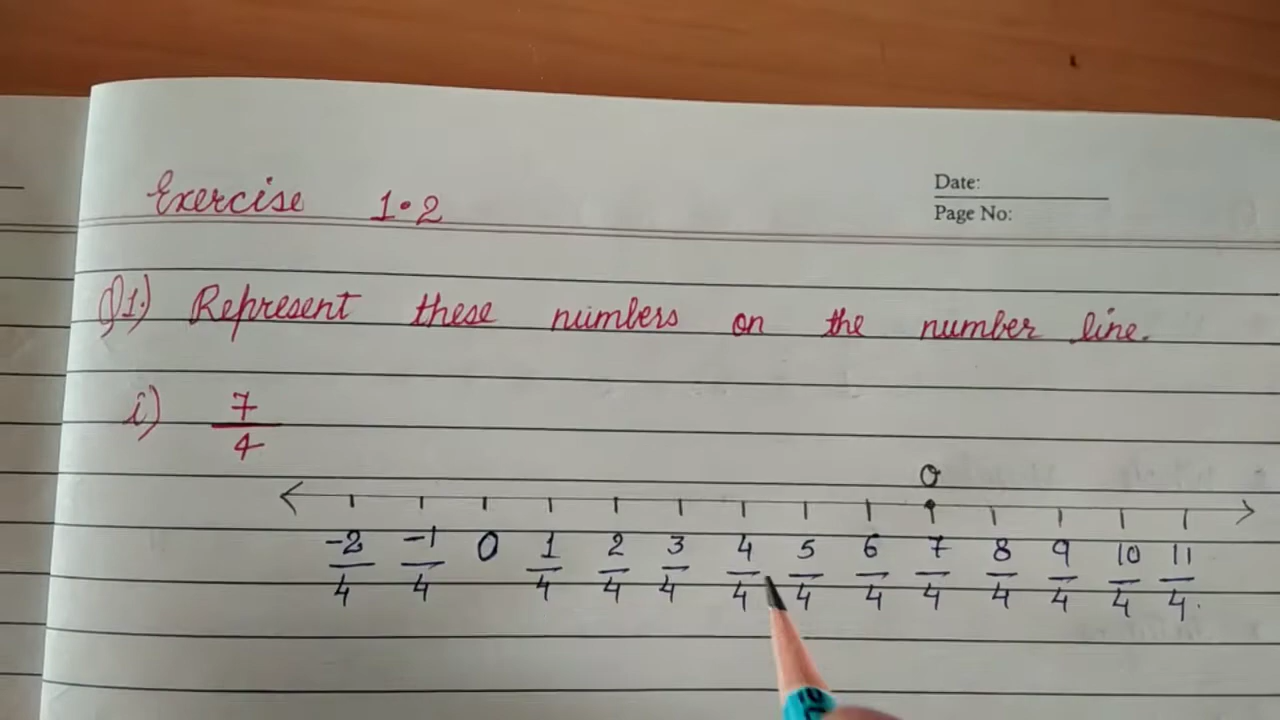 Exercise 1.2
Date:
Page No:
Q1.) Represent these numbers on the number line.
i) 7/4
O
-2/4 -1/4 0 1/4 2/4 3/4 4/4 5/4 6/4 7/4 8/4 9/4 10/4 11/4.